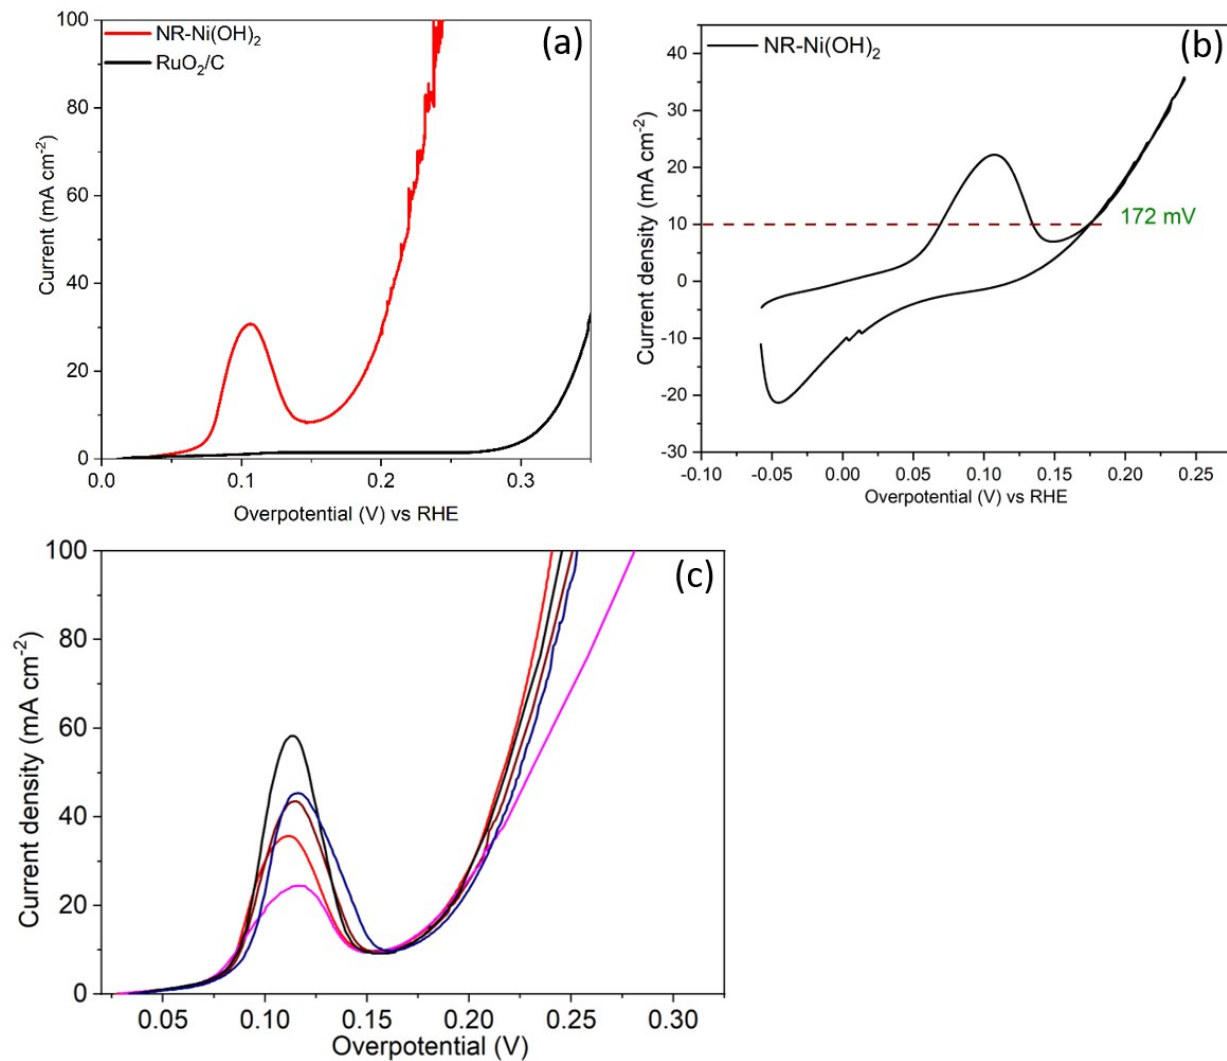 (a)
NR-Ni(OH)₂
RuO₂/C
100
80
60
40
20
0
Current (mA cm⁻²)
0.0 0.1 0.2 0.3
Overpotential (V) vs RHE
(b)
NR-Ni(OH)₂
40
30
20
10
0
-10
-20
-30
Current density (mA cm⁻²)
172 mV
-0.10 -0.05 0.00 0.05 0.10 0.15 0.20 0.25
Overpotential (V) vs RHE
(c)
100
80
60
40
20
0
Current density (mA cm⁻²)
0.05 0.10 0.15 0.20 0.25 0.30
Overpotential (V)